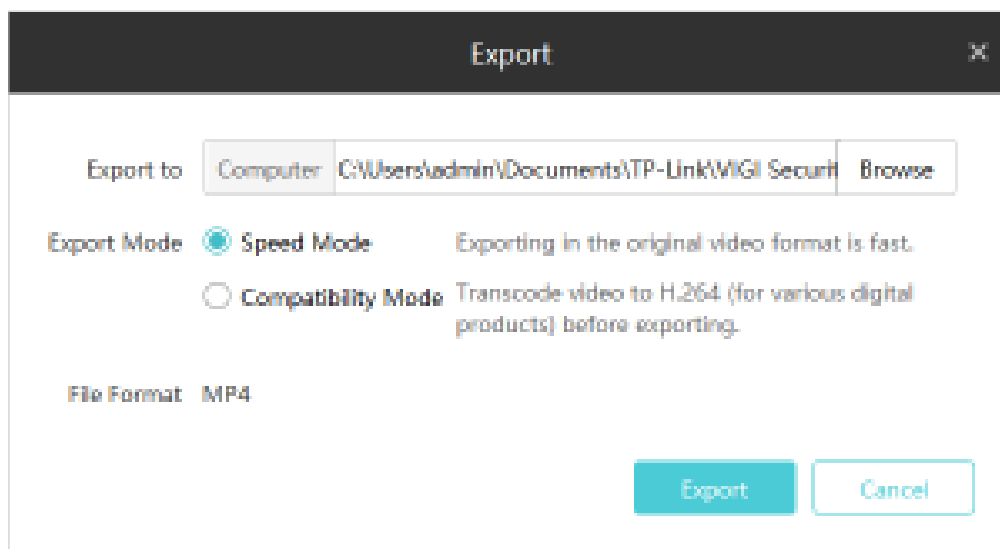 Export
Export to Computer C:\Users\admin\Documents\TP-Link\VIGI Securit Browse
Export Mode Speed Mode Exporting in the original video format is fast.
Compatibility Mode Transcode video to H.264 (for various digital
products) before exporting.
File Format MP4
Export Cancel